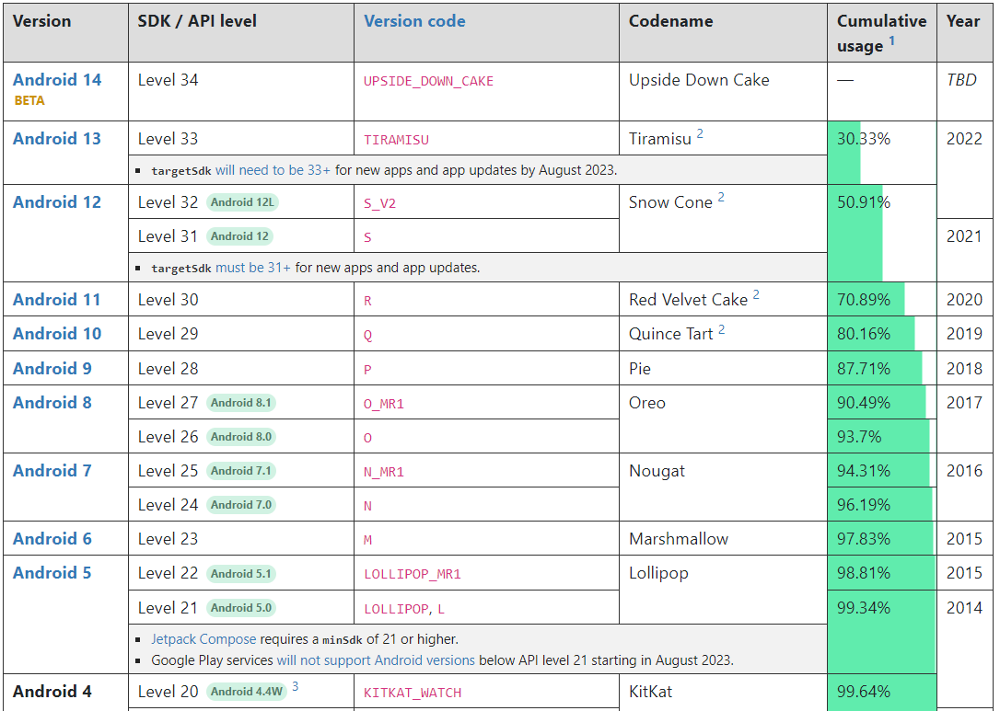 Version SDK / API level Version code Codename Cumulative usage 1 Year
Android 14 BETA Level 34 UPSIDE_DOWN_CAKE Upside Down Cake — TBD
Android 13 Level 33 TIRAMISU Tiramisu 2 30.33% 2022
▪ targetSdk will need to be 33+ for new apps and app updates by August 2023.
Android 12 Level 32 Android 12L S_V2 Snow Cone 2 50.91%
Level 31 Android 12 S 2021
▪ targetSdk must be 31+ for new apps and app updates.
Android 11 Level 30 R Red Velvet Cake 2 70.89% 2020
Android 10 Level 29 Q Quince Tart 2 80.16% 2019
Android 9 Level 28 P Pie 87.71% 2018
Android 8 Level 27 Android 8.1 O_MR1 Oreo 90.49% 2017
Level 26 Android 8.0 O 93.7%
Android 7 Level 25 Android 7.1 N_MR1 Nougat 94.31% 2016
Level 24 Android 7.0 N 96.19%
Android 6 Level 23 M Marshmallow 97.83% 2015
Android 5 Level 22 Android 5.1 LOLLIPOP_MR1 Lollipop 98.81% 2015
Level 21 Android 5.0 LOLLIPOP, L 99.34% 2014
▪ Jetpack Compose requires a minSdk of 21 or higher.
▪ Google Play services will not support Android versions below API level 21 starting in August 2023.
Android 4 Level 20 Android 4.4W 3 KITKAT_WATCH KitKat 99.64%